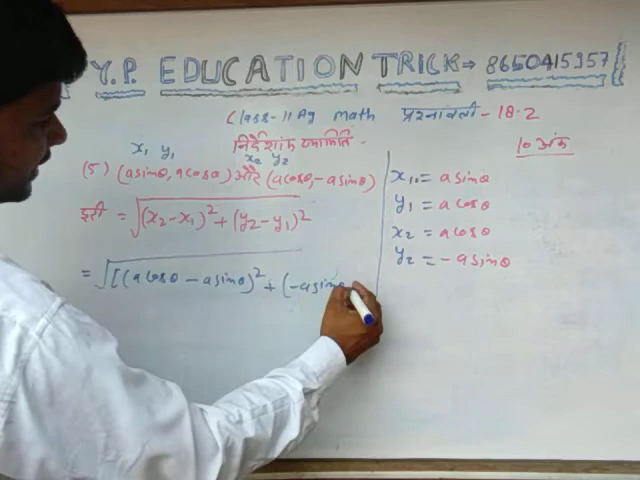 Y.P. EDUCATION TRICK → 8650415957
Class-11 Ag math प्रश्नावली - 18.2
निर्देशांक ज्यामिति - 10 अंक
x₁ y₁ x₂ y₂
(5) (a sinθ, a cosθ) और (a cosθ, - a sinθ)
दूरी = √(x₂ - x₁)² + (y₂ - y₁)²
= √[(a cosθ - a sinθ)² + (-a sinθ
x₁ = a sinθ
y₁ = a cosθ
x₂ = a cosθ
y₂ = - a sinθ